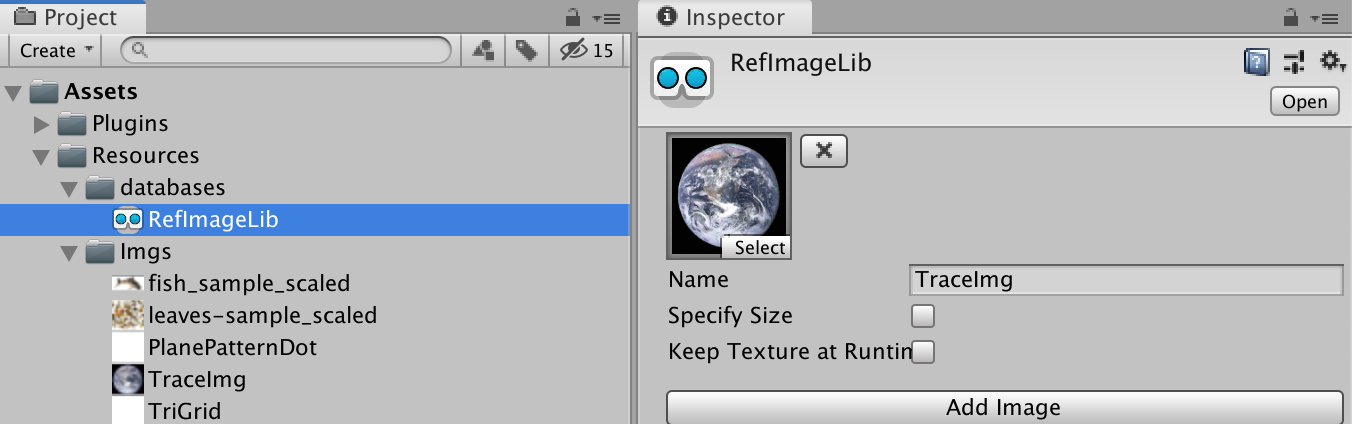 Project
Create
15
Assets
Plugins
Resources
databases
RefImageLib
Imgs
fish_sample_scaled
leaves-sample_scaled
PlanePatternDot
TraceImg
TriGrid
Inspector
RefImageLib
Open
Select
Name TraceImg
Specify Size
Keep Texture at Runtin
Add Image